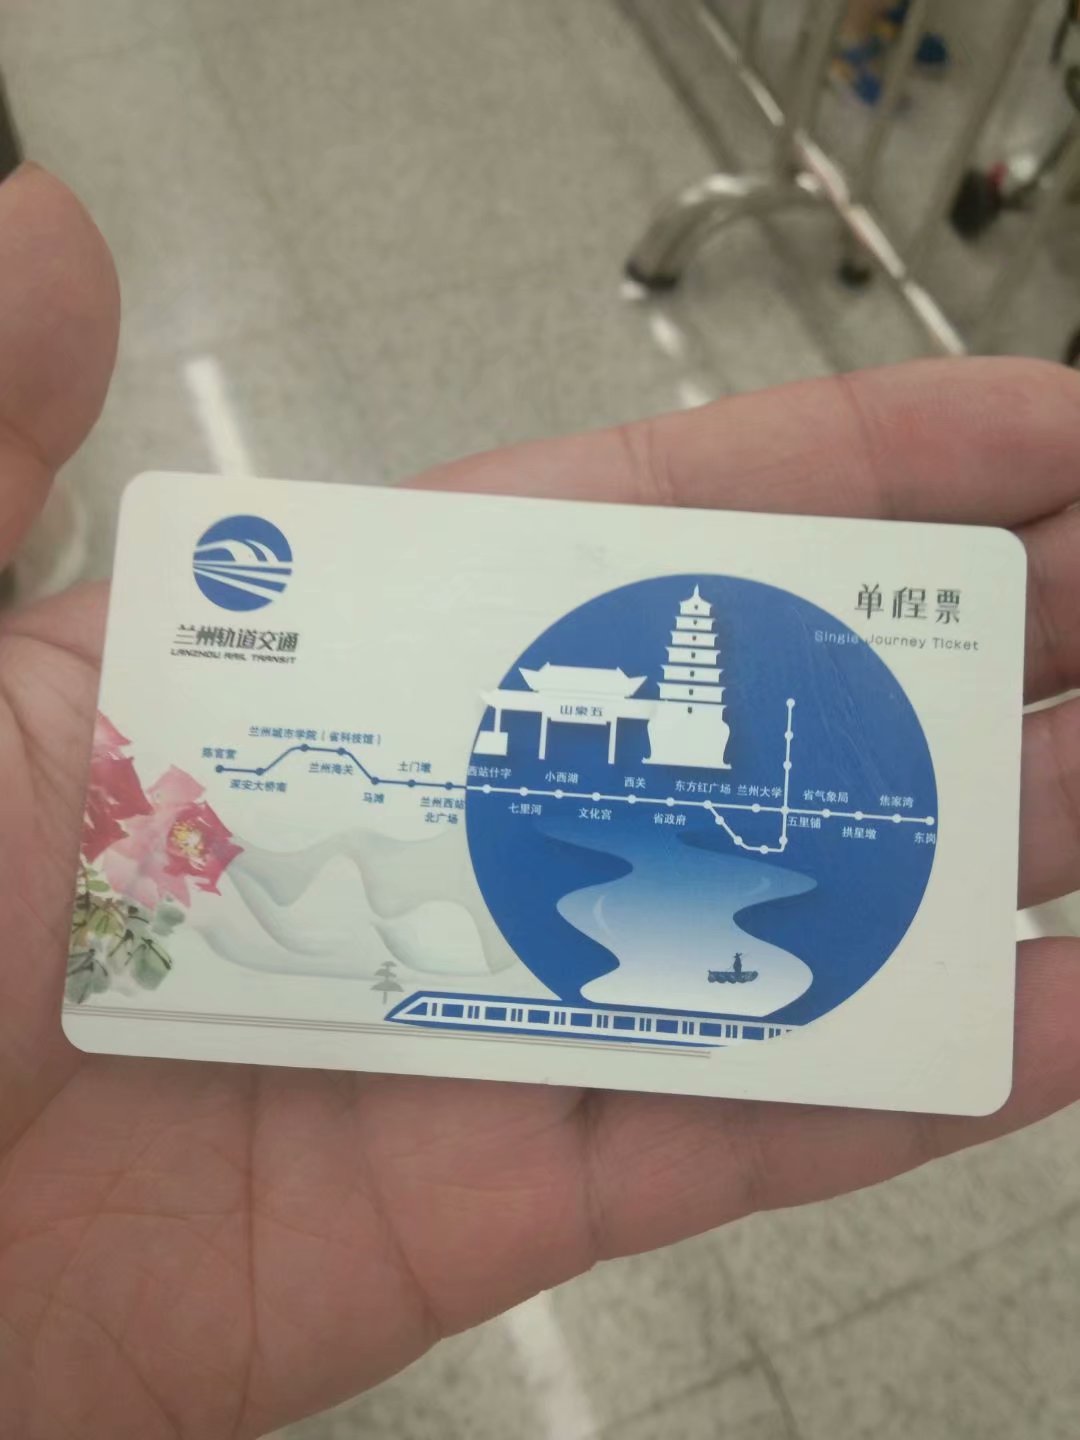 兰州轨道交通
LANZHOU RAIL TRANSIT
单程票
Single Journey Ticket
山泉五
陈官营
深安大桥南
兰州城市学院（省科技馆）
兰州海关
马滩
土门墩
兰州西站
北广场
西站什字
七里河
小西湖
文化宫
西关
省政府
东方红广场
兰州大学
五里铺
省气象局
拱星墩
焦家湾
东岗